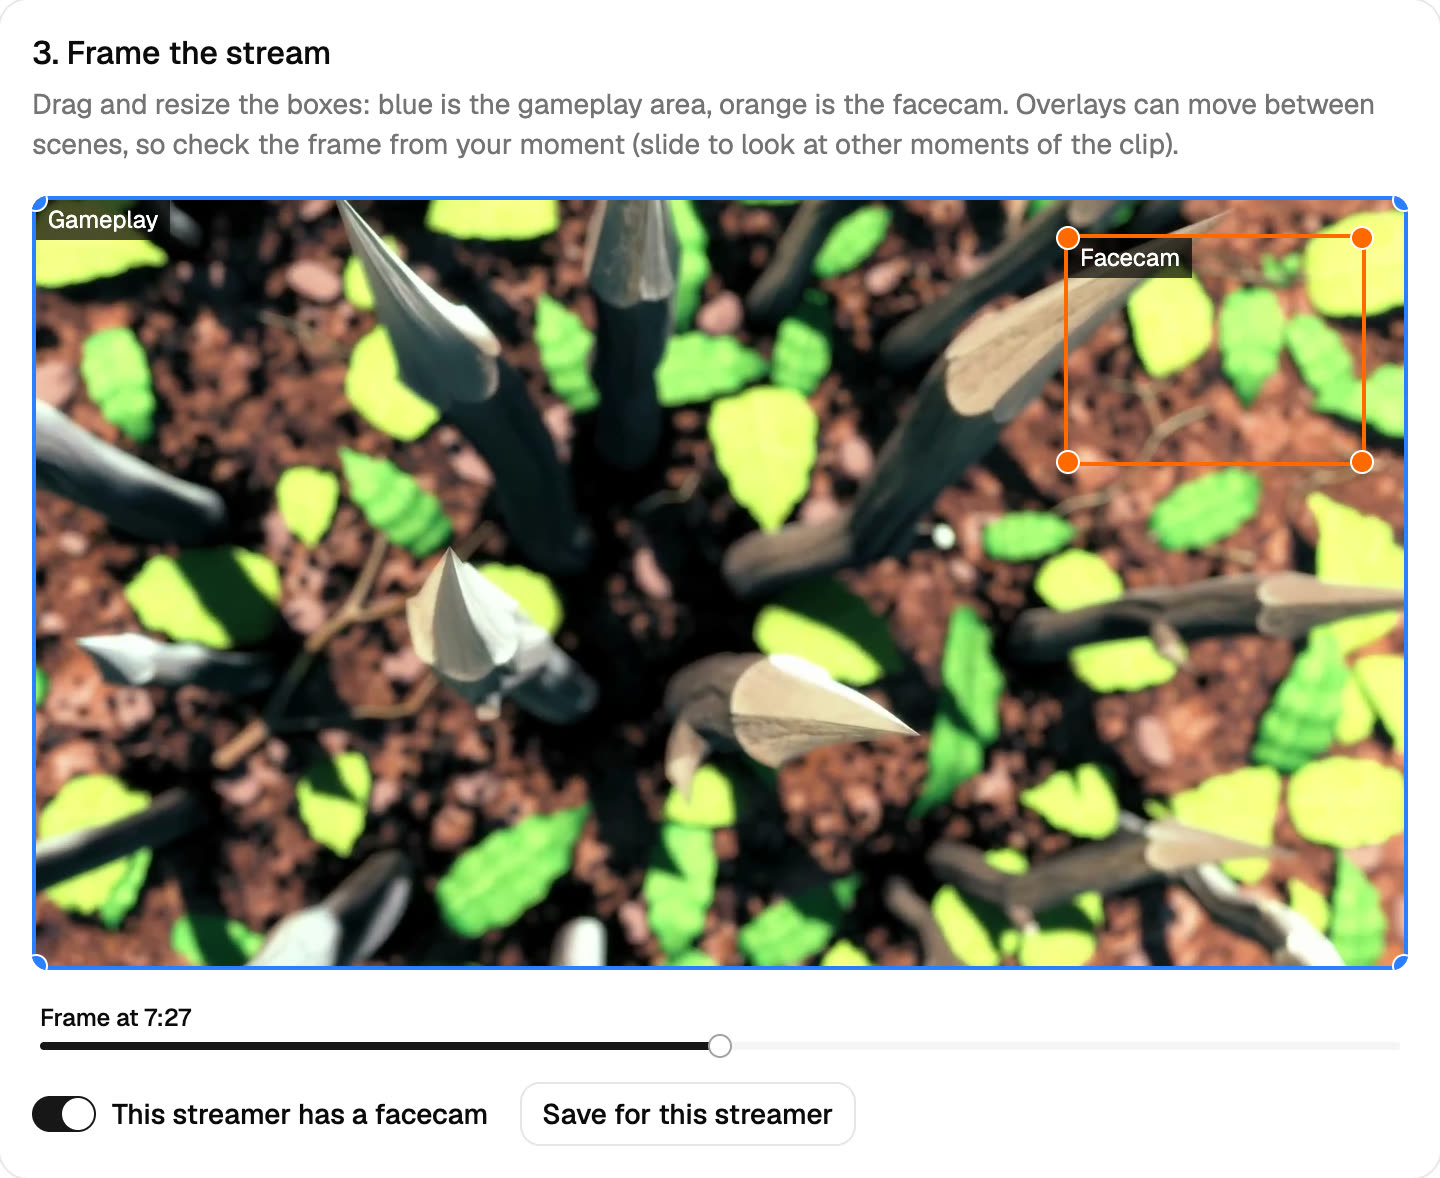 3. Frame the stream
Drag and resize the boxes: blue is the gameplay area, orange is the facecam. Overlays can move between
scenes, so check the frame from your moment (slide to look at other moments of the clip).
Gameplay
Facecam
Frame at 7:27
This streamer has a facecam
Save for this streamer